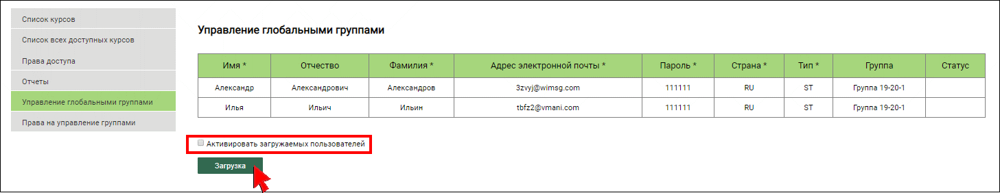 Список курсов
Список всех доступных курсов
Права доступа
Отчеты
Управление глобальными группами
Права на управление группами
Управление глобальными группами
Имя * Отчество Фамилия * Адрес электронной почты * Пароль * Страна * Тип * Группа Статус
Александр Александрович Александров 3zvyj@wimsg.com 111111 RU ST Группа 19-20-1
Илья Ильич Ильин tbfz2@vmani.com 111111 RU ST Группа 19-20-1
Активировать загружаемых пользователей
Загрузка